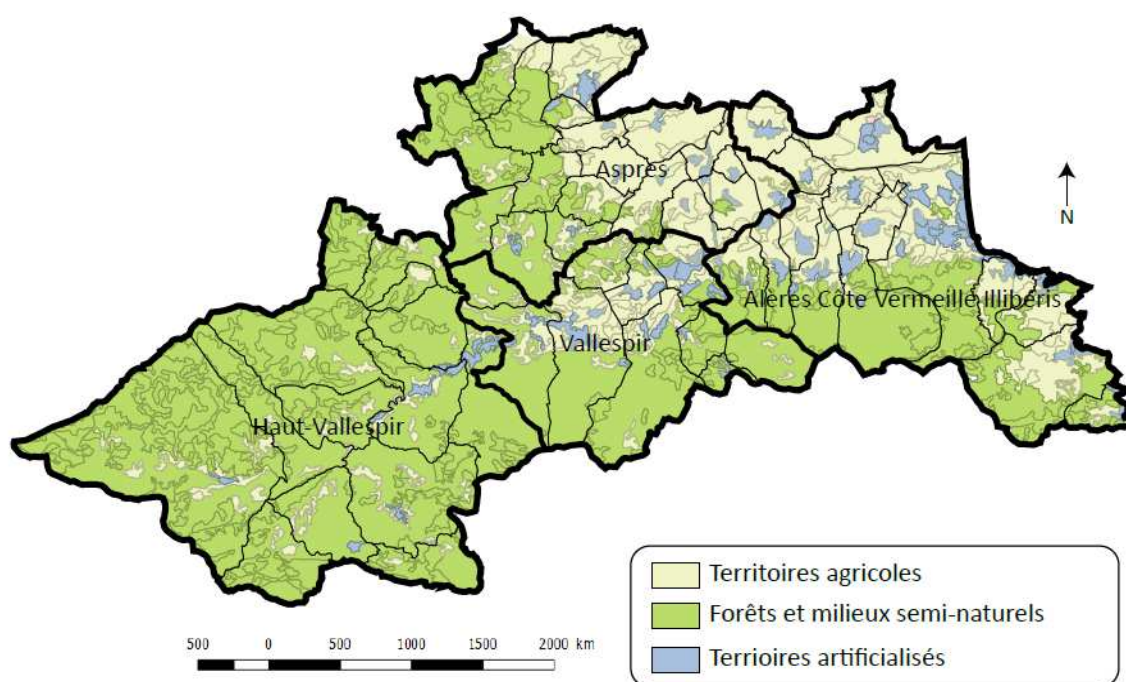 Aspres
N
Alères Côte Vermeille Illibéris
Vallespir
Haut-Vallespir
Territoires agricoles
Forêts et milieux semi-naturels
Terrioires artificialisés
500 0 500 1000 1500 2000 km